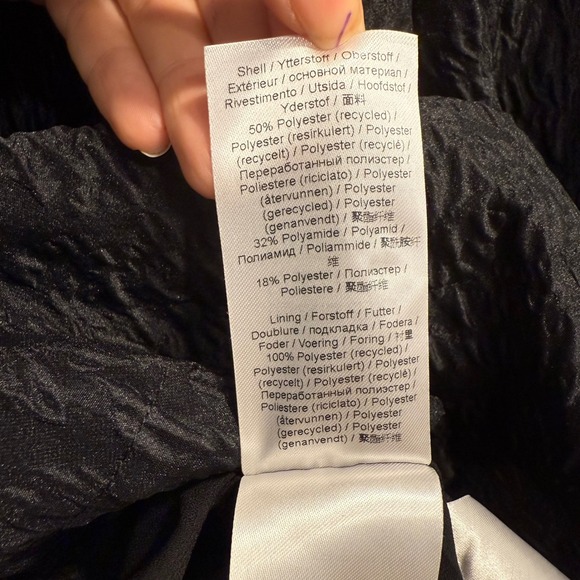 Shell / Ytterstoff / Oberstoff /
Extérieur / основной материал /
Rivestimento / Utsida / Hoofdstof /
Yderstof / 面料
50% Polyester (recycled) /
Polyester (resirkulert) / Polyester
(recycelt) / Polyester (recyclé) /
Переработанный полиэстер /
Poliestere (riciclato) / Polyester
(återvunnen) / Polyester
(gerecycled) / Polyester
(genanvendt) / 聚酯纤维
32% Polyamide / Polyamid /
Полиамид / Poliammide / 聚酰胺纤
维
18% Polyester / Полиэстер /
Poliestere / 聚酯纤维
Lining / Forstoff / Futter /
Doublure / подкладка / Fodera /
Foder / Voering / Foring / 衬里
100% Polyester (recycled) /
Polyester (resirkulert) / Polyester
(recycelt) / Polyester (recyclé) /
Переработанный полиэстер /
Poliestere (riciclato) / Polyester
(återvunnen) / Polyester
(gerecycled) / Polyester
(genanvendt) / 聚酯纤维